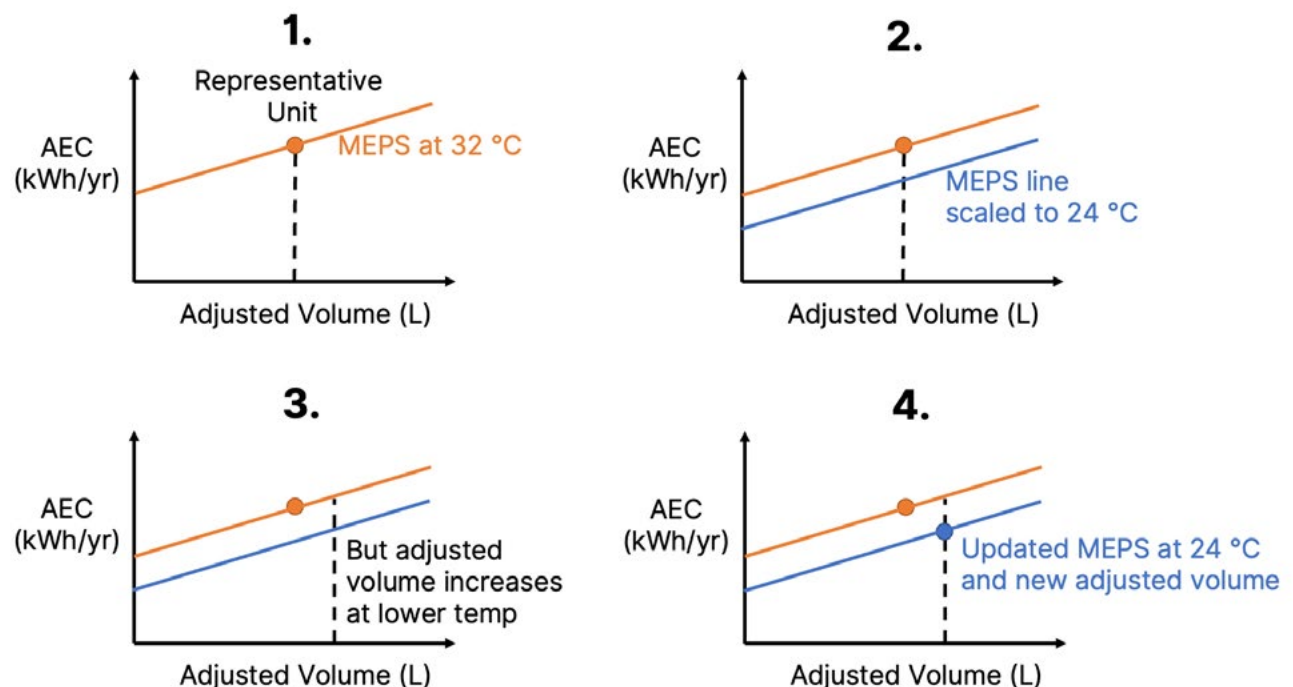 1.
Representative
Unit
MEPS at 32 °C
AEC
(kWh/yr)
Adjusted Volume (L)
2.
AEC
(kWh/yr)
MEPS line
scaled to 24 °C
Adjusted Volume (L)
3.
AEC
(kWh/yr)
But adjusted
volume increases
at lower temp
Adjusted Volume (L)
4.
AEC
(kWh/yr)
Updated MEPS at 24 °C
and new adjusted volume
Adjusted Volume (L)